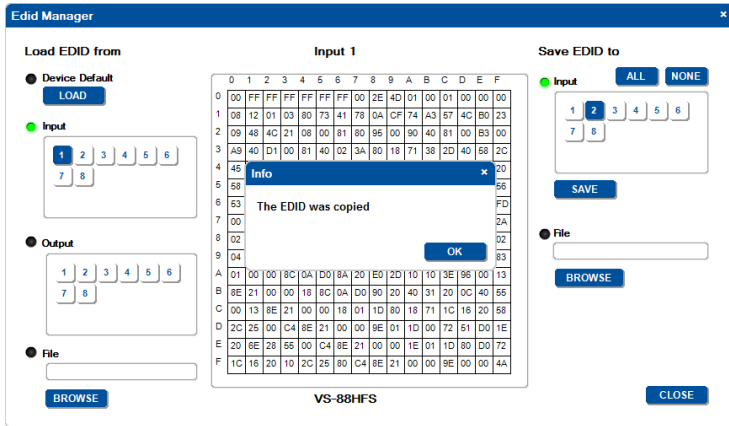 Edid Manager ×
Load EDID from
Input 1
Save EDID to
Device Default
LOAD
Input
1 2 3 4 5 6
7 8
Output
1 2 3 4 5 6
7 8
File
BROWSE
0 1 2 3 4 5 6 7 8 9 A B C D E F
0 00 FF FF FF FF FF FF 00 2E 4D 01 00 01 00 00 00
1 08 12 01 03 80 73 41 78 0A CF 74 A3 57 4C B0 23
2 09 48 4C 21 08 00 81 80 95 00 90 40 81 00 B3 00
3 A9 40 D1 00 81 40 02 3A 80 18 71 38 2D 40 58 2C
4 45 20
5 58 56
6 53 FD
7 00 2A
8 02 02
9 04 83
A 01 00 00 8C 0A D0 8A 20 E0 2D 10 10 3E 96 00 13
B 8E 21 00 00 18 8C 0A D0 90 20 40 31 20 0C 40 55
C 00 13 8E 21 00 00 18 01 1D 80 18 71 1C 16 20 58
D 2C 25 00 C4 8E 21 00 00 9E 01 1D 00 72 51 D0 1E
E 20 6E 28 55 00 C4 8E 21 00 00 1E 01 1D 80 D0 72
F 1C 16 20 10 2C 25 80 C4 8E 21 00 00 9E 00 00 4A
Info ×
The EDID was copied
OK
VS-88HFS
Input
ALL NONE
1 2 3 4 5 6
7 8
SAVE
File
BROWSE
CLOSE